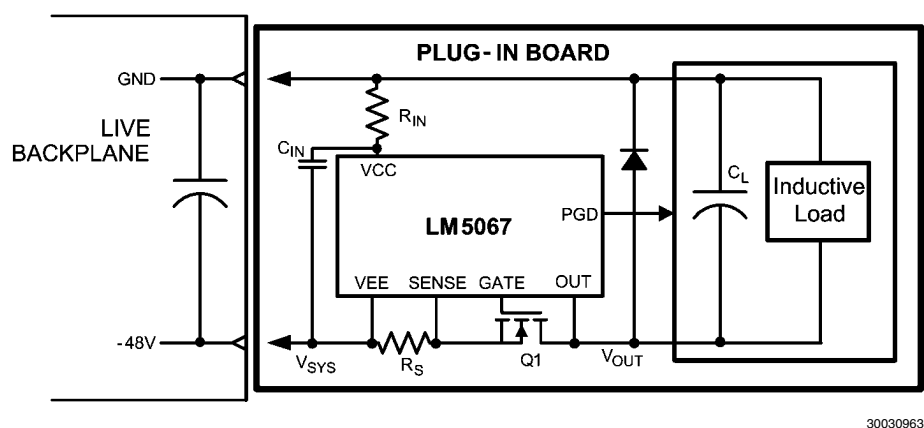 PLUG-IN BOARD
GND
LIVE
BACKPLANE
-48V
R_IN
C_IN
VCC
LM5067
PGD
VEE
SENSE
GATE
OUT
V_SYS
R_S
Q1
V_OUT
C_L
Inductive
Load
30030963